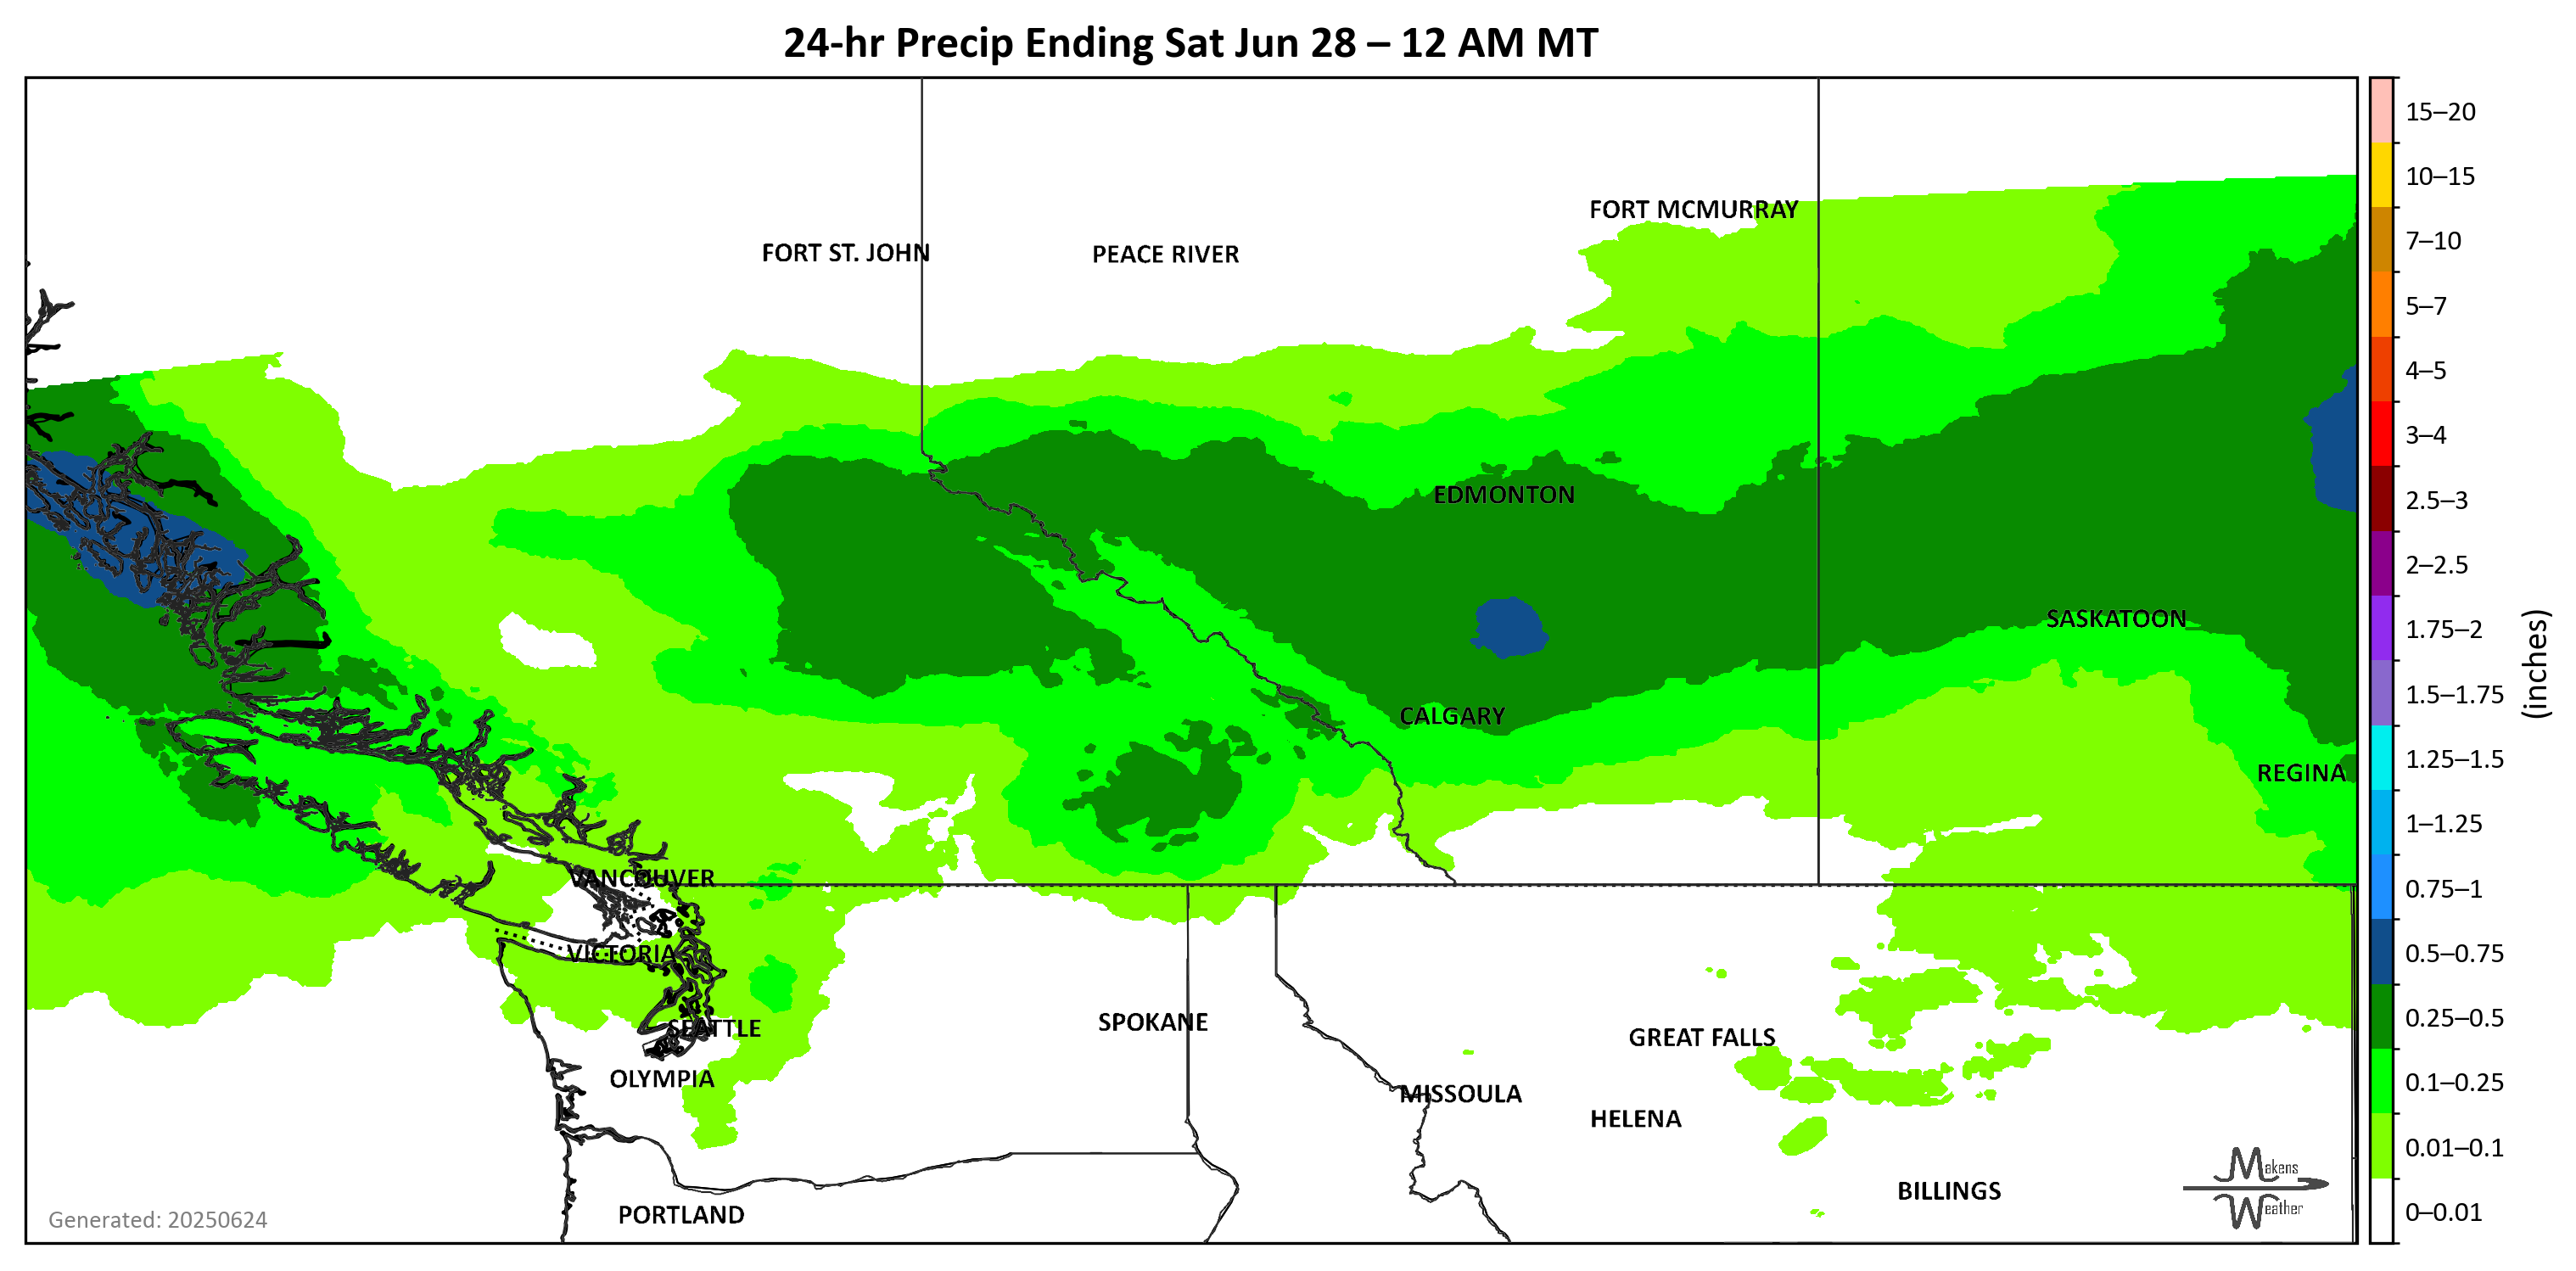 24-hr Precip Ending Sat Jun 28 – 12 AM MT
15–20
10–15
FORT MCMURRAY
FORT ST. JOHN
PEACE RIVER
7–10
5–7
4–5
3–4
EDMONTON
2.5–3
2–2.5
SASKATOON
1.75–2
(inches)
1.5–1.75
CALGARY
1.25–1.5
REGINA
1–1.25
VANCOUVER
0.75–1
VICTORIA
0.5–0.75
SEATTLE
SPOKANE
GREAT FALLS
0.25–0.5
OLYMPIA
MISSOULA
HELENA
0.1–0.25
0.01–0.1
Makens
Weather
BILLINGS
PORTLAND
Generated: 20250624
0–0.01